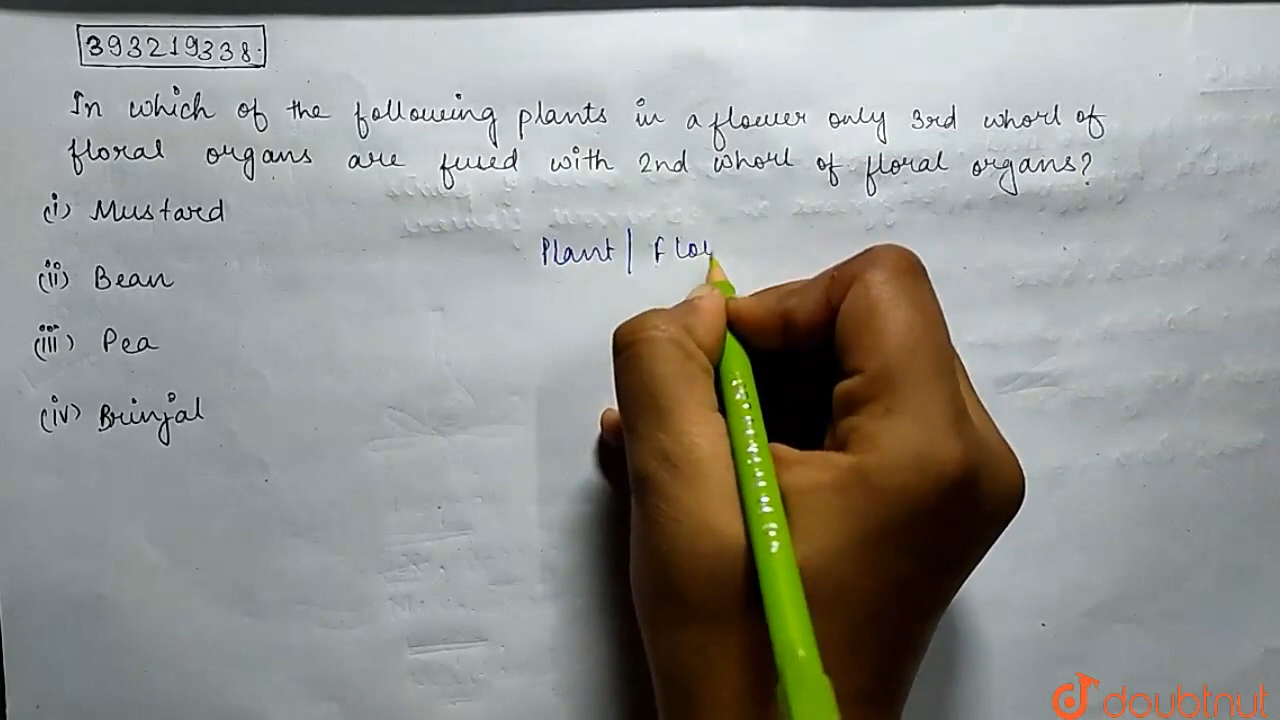 393219338.
In which of the following plants in a flower only 3rd whorl of
floral organs are fused with 2nd whorl of floral organs?
(i) Mustard
Plant | Flow
(ii) Bean
(iii) Pea
(iv) Brinjal
doubtnut